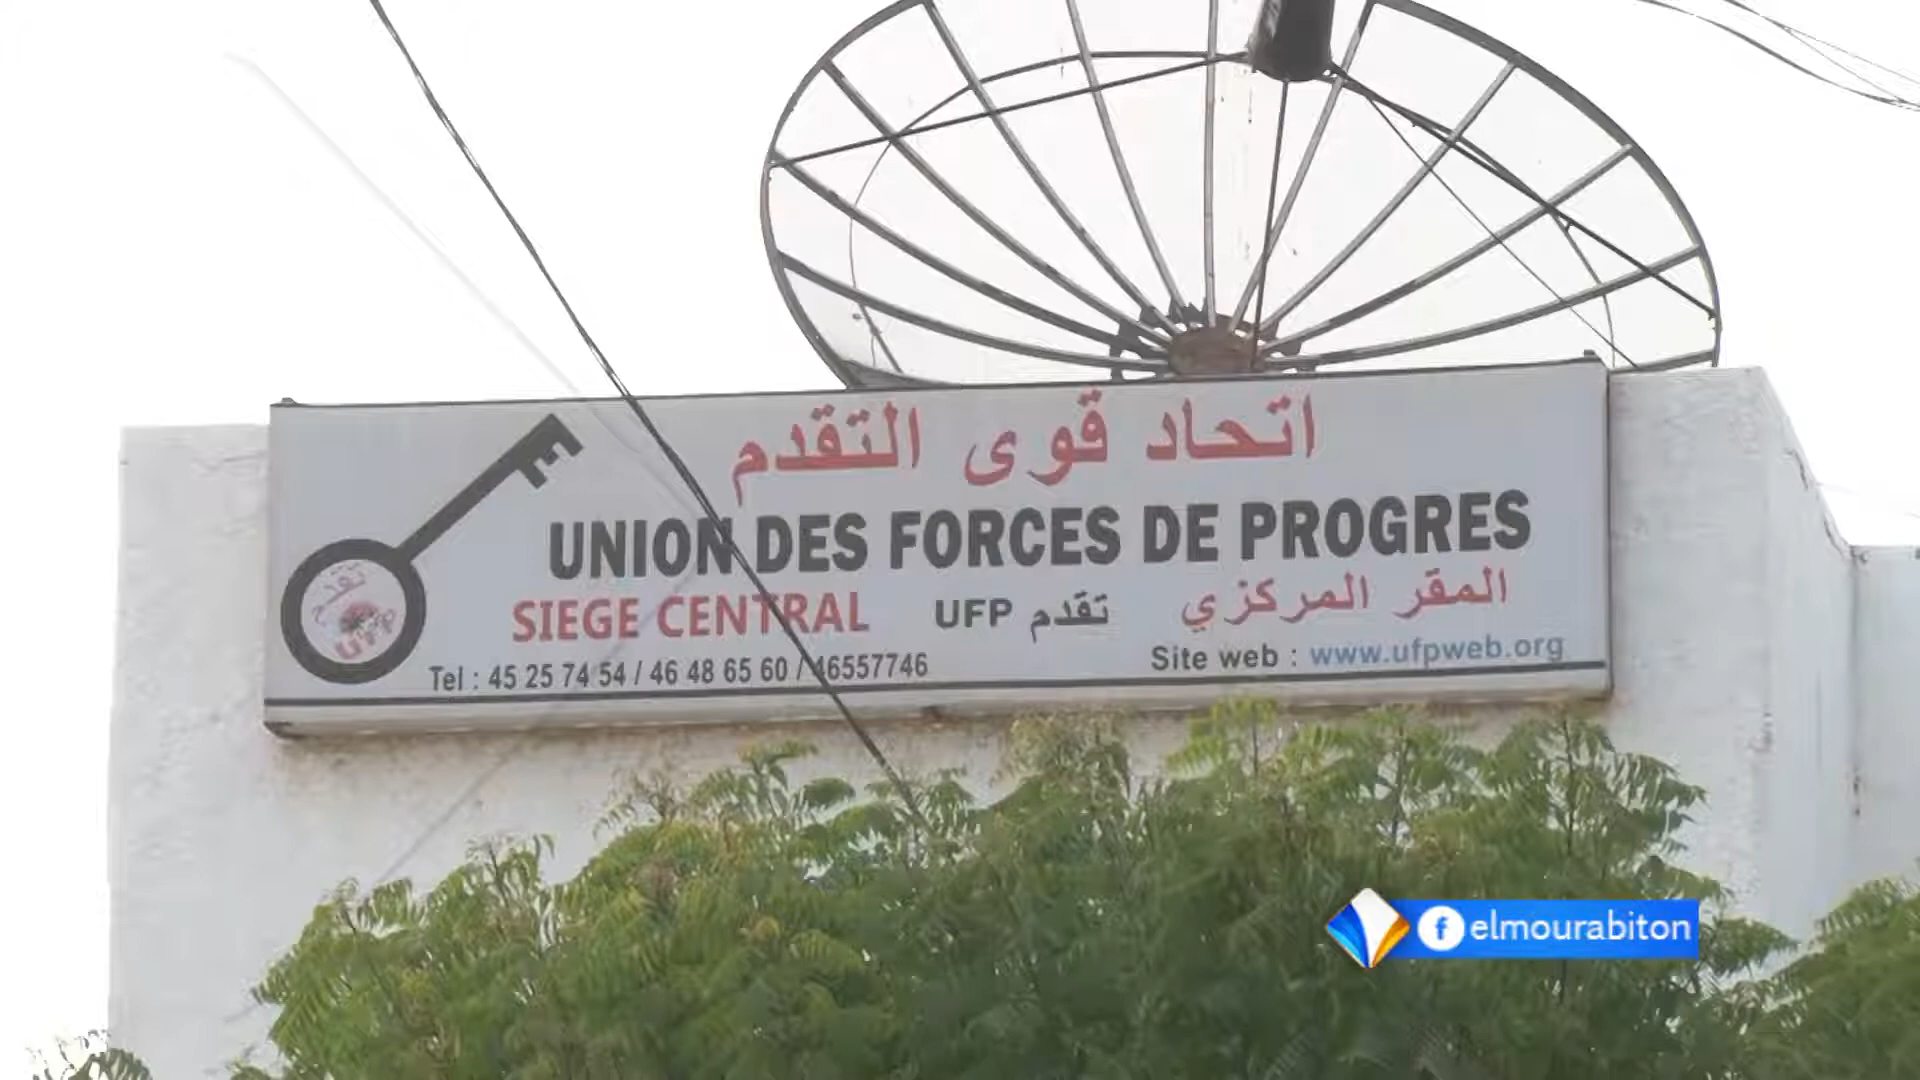 اتحاد قوى التقدم
UNION DES FORCES DE PROGRES
SIEGE CENTRAL UFP تقدم المقر المركزي
Tel : 45 25 74 54 / 46 48 65 60 / 46557746
Site web : www.ufpweb.org
تقدم
UFP
elmourabiton